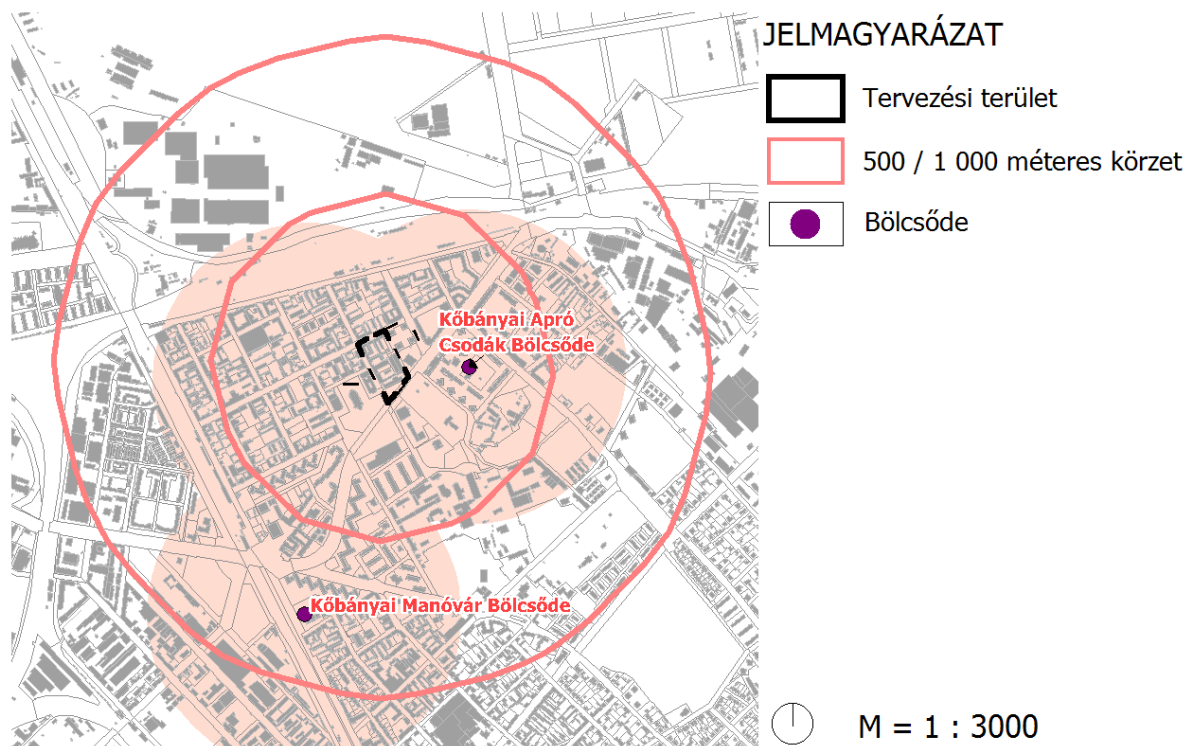 JELMAGYARÁZAT
Tervezési terület
500 / 1 000 méteres körzet
Bölcsőde
Kőbányai Apró
Csodák Bölcsőde
Kőbányai Manóvár Bölcsőde
M = 1 : 3000